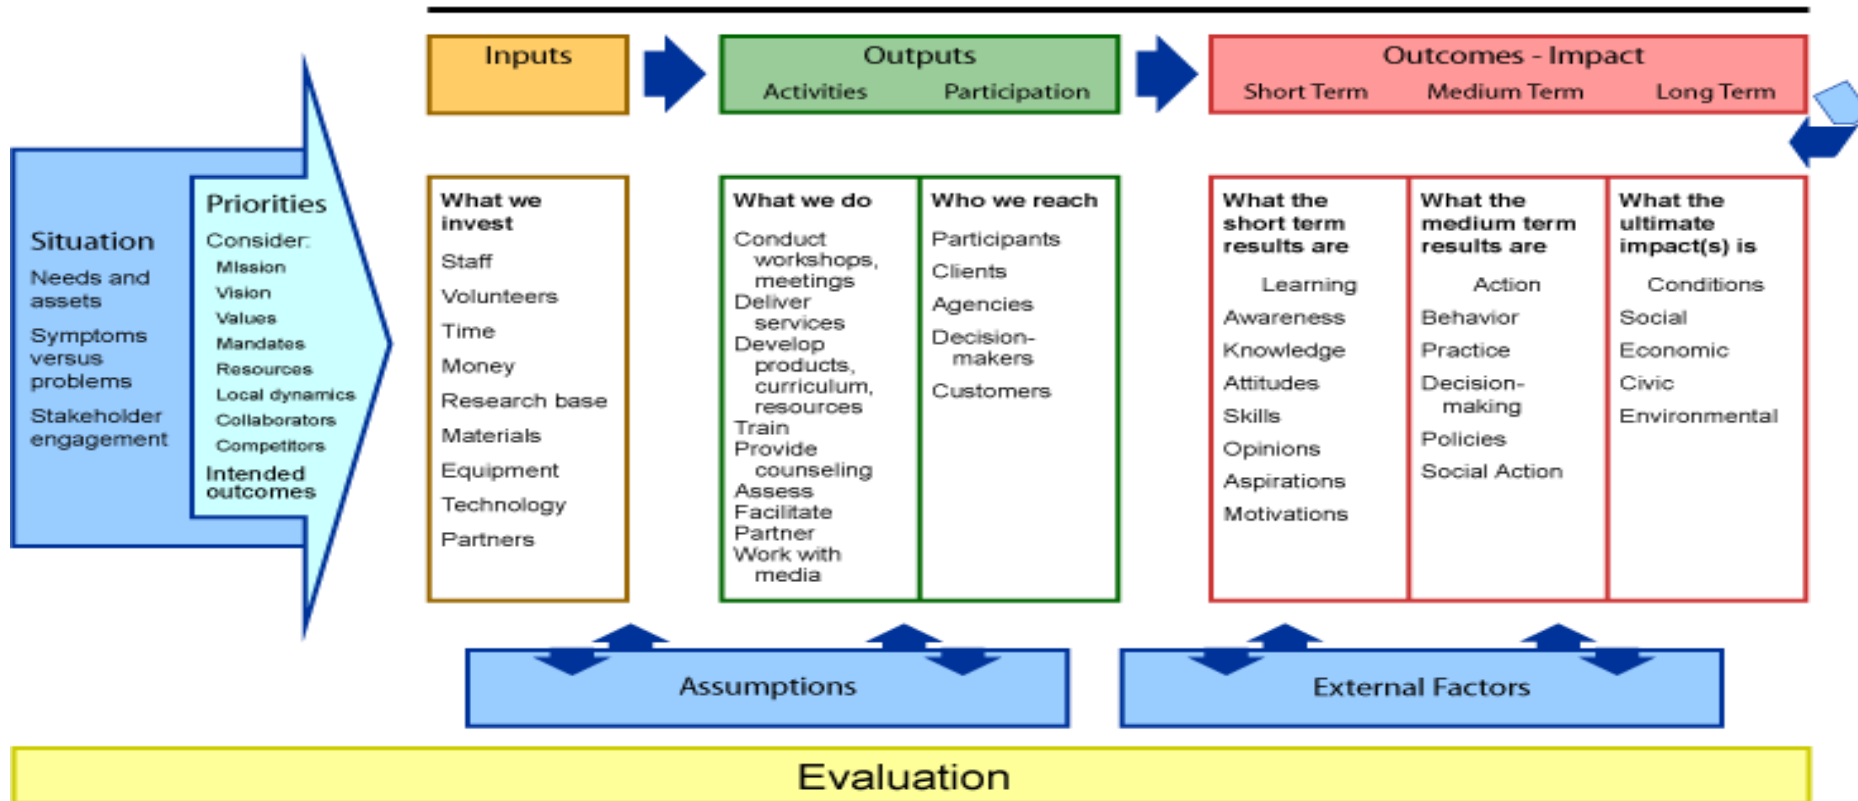 Inputs
Outputs
Activities
Participation
Outcomes - Impact
Short Term
Medium Term
Long Term
Situation
Needs and
assets
Symptoms
versus
problems
Stakeholder
engagement
Priorities
Consider:
MIssion
Vision
Values
Mandates
Resources
Local dynamics
Collaborators
Competitors
Intended
outcomes
What we
invest
Staff
Volunteers
Time
Money
Research base
Materials
Equipment
Technology
Partners
What we do
Conduct
workshops,
meetings
Deliver
services
Develop
products,
curriculum,
resources
Train
Provide
counseling
Assess
Facilitate
Partner
Work with
media
Who we reach
Participants
Clients
Agencies
Decision-
makers
Customers
What the
short term
results are
Learning
Awareness
Knowledge
Attitudes
Skills
Opinions
Aspirations
Motivations
What the
medium term
results are
Action
Behavior
Practice
Decision-
making
Policies
Social Action
What the
ultimate
impact(s) is
Conditions
Social
Economic
Civic
Environmental
Assumptions
External Factors
Evaluation